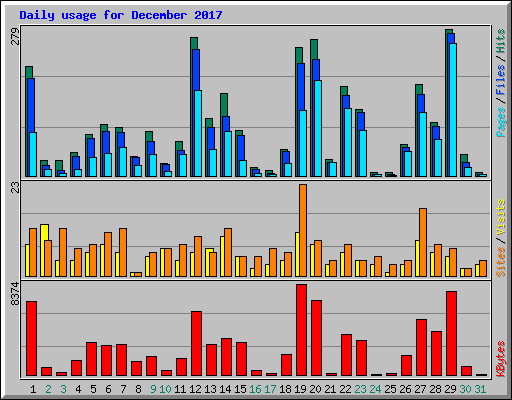 Daily usage for December 2017
279
Pages / Files / Hits
23
Sites / Visits
8374
KBytes
1 2 3 4 5 6 7 8 9 10 11 12 13 14 15 16 17 18 19 20 21 22 23 24 25 26 27 28 29 30 31